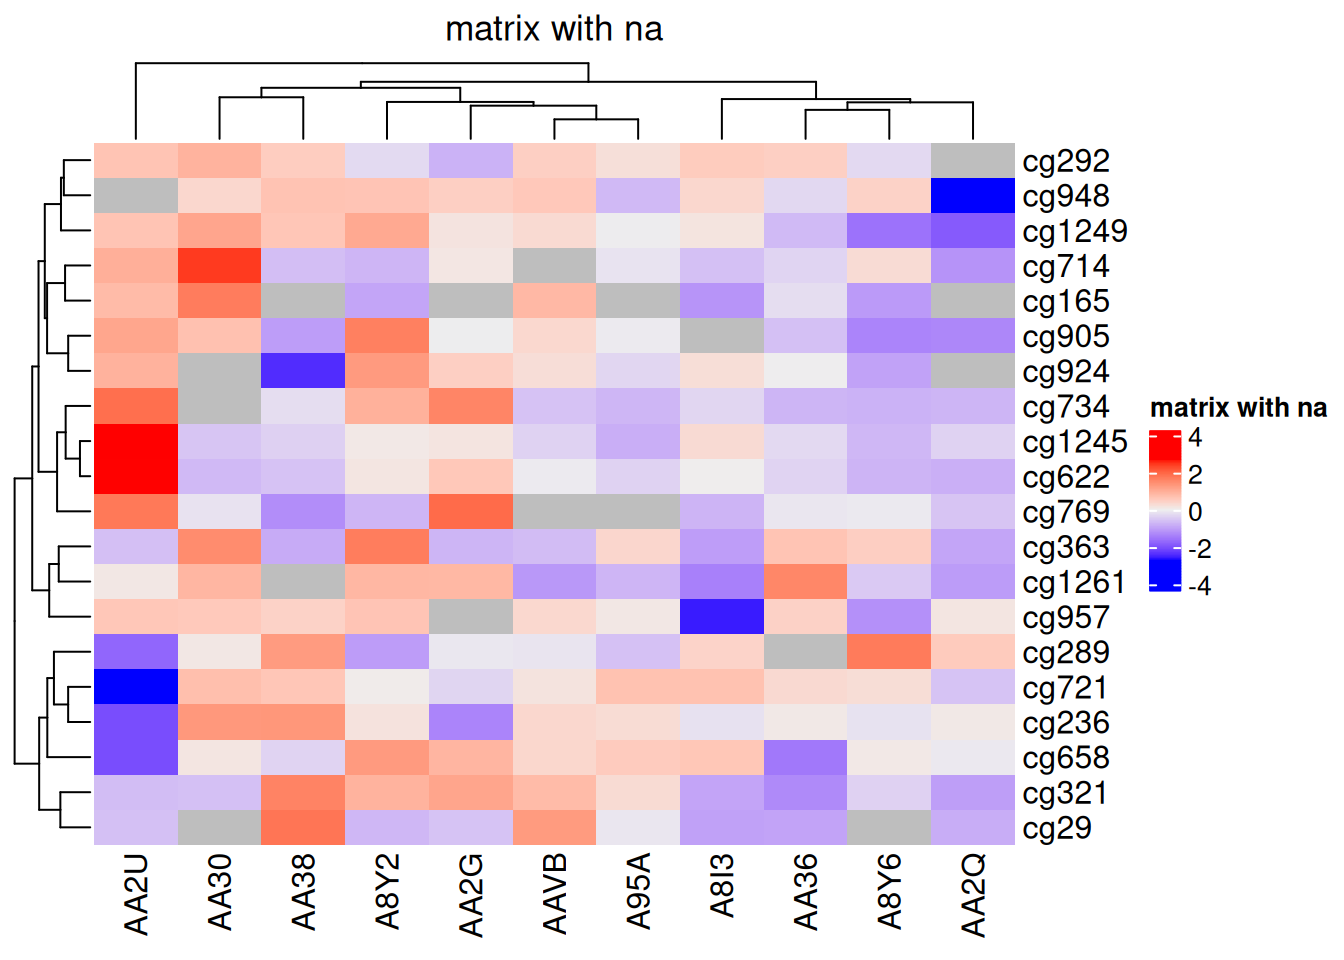 matrix with na
cg292
cg948
cg1249
cg714
cg165
cg905
cg924
cg734
cg1245
cg622
cg769
cg363
cg1261
cg957
cg289
cg721
cg236
cg658
cg321
cg29
matrix with na
4
2
0
-2
-4
AA2U
AA30
AA38
A8Y2
AA2G
AAVB
A95A
A8I3
AA36
A8Y6
AA2Q